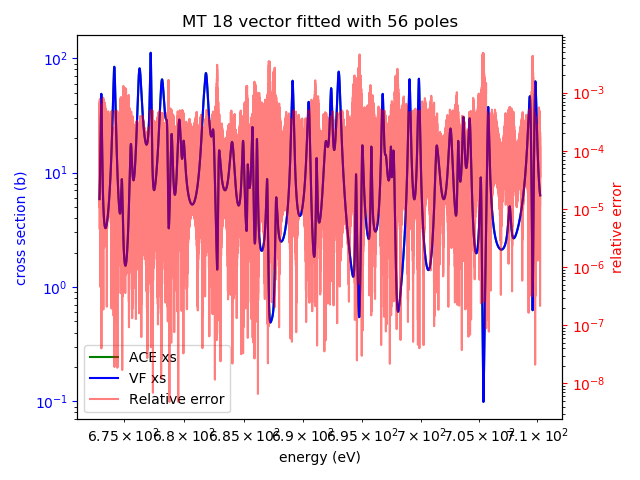 MT 18 vector fitted with 56 poles
cross section (b)
10²
10¹
10⁰
10⁻¹
10⁻³
10⁻⁴
10⁻⁵
10⁻⁶
10⁻⁷
10⁻⁸
relative error
ACE xs
VF xs
Relative error
6.75 × 10² 6.8 × 10² 6.85 × 10² 6.9 × 10² 6.95 × 10² 7 × 10² 7.05 × 10² 7.1 × 10²
energy (eV)